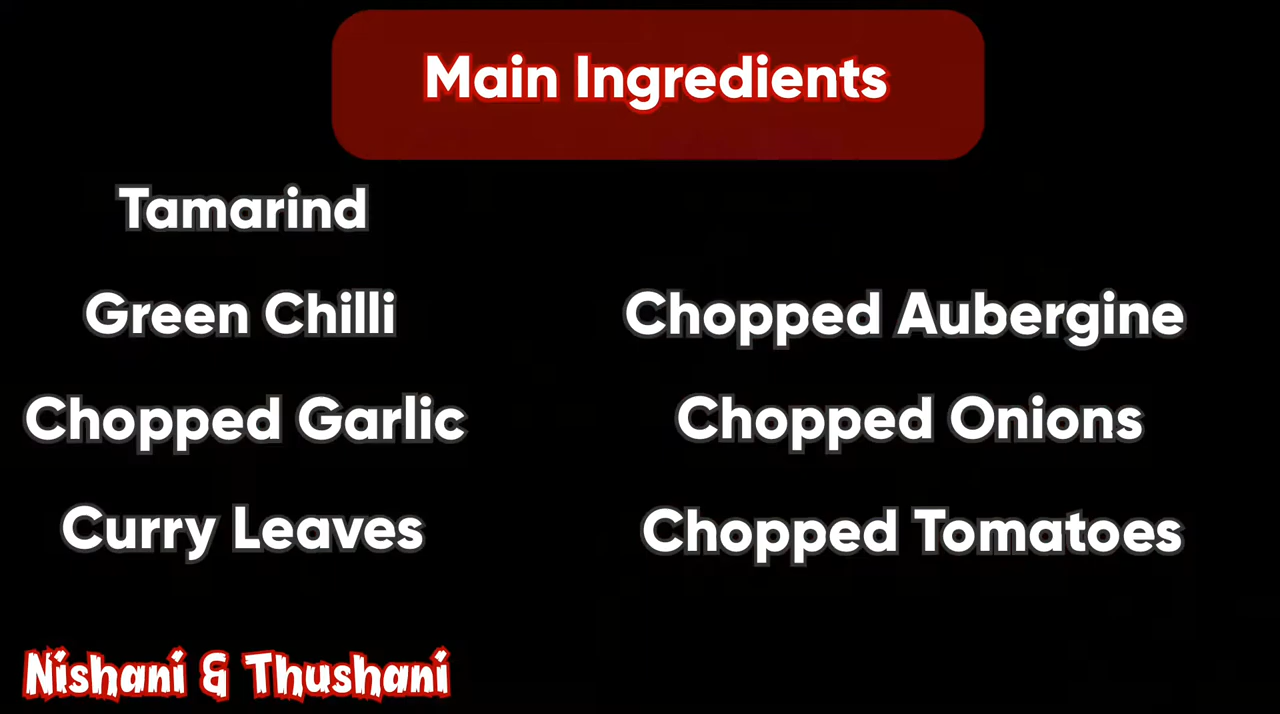 Main Ingredients
Tamarind
Green Chilli
Chopped Garlic
Curry Leaves
Chopped Aubergine
Chopped Onions
Chopped Tomatoes
Nishani & Thushani